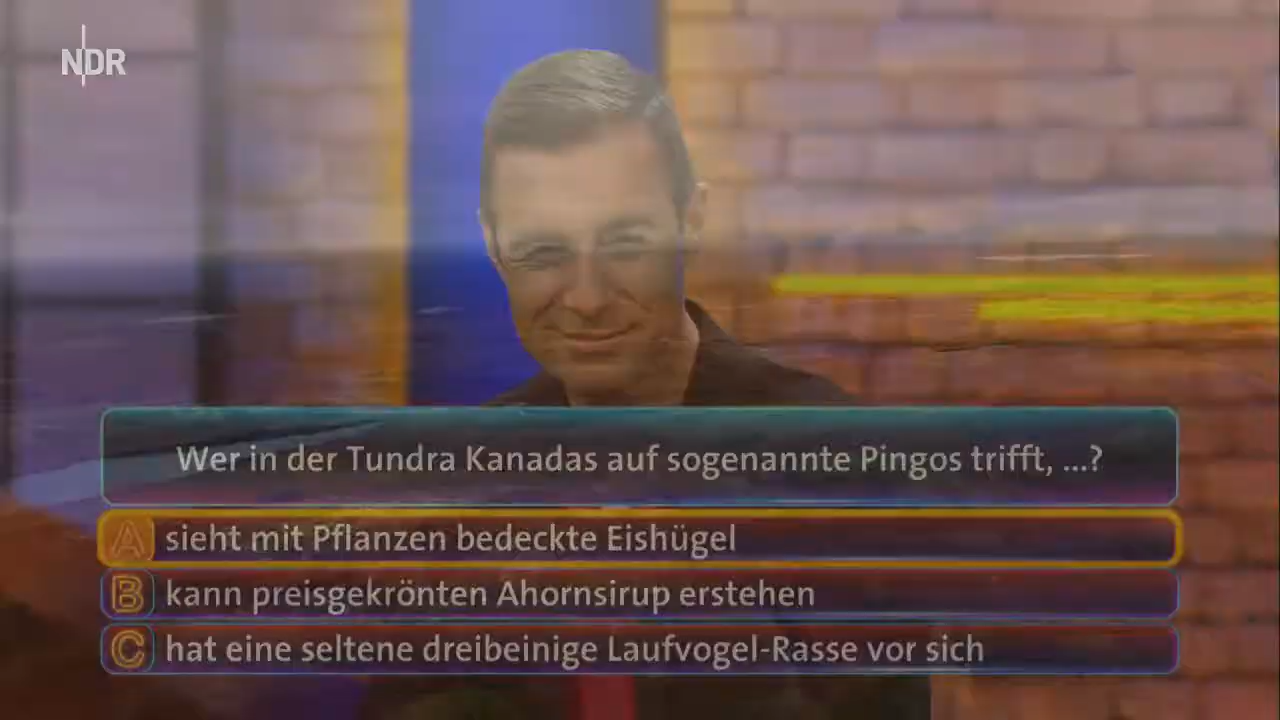 NDR
Wer in der Tundra Kanadas auf sogenannte Pingos trifft, ...?
A sieht mit Pflanzen bedeckte Eishügel
B kann preisgekrönten Ahornsirup erstehen
C hat eine seltene dreibeinige Laufvogel-Rasse vor sich